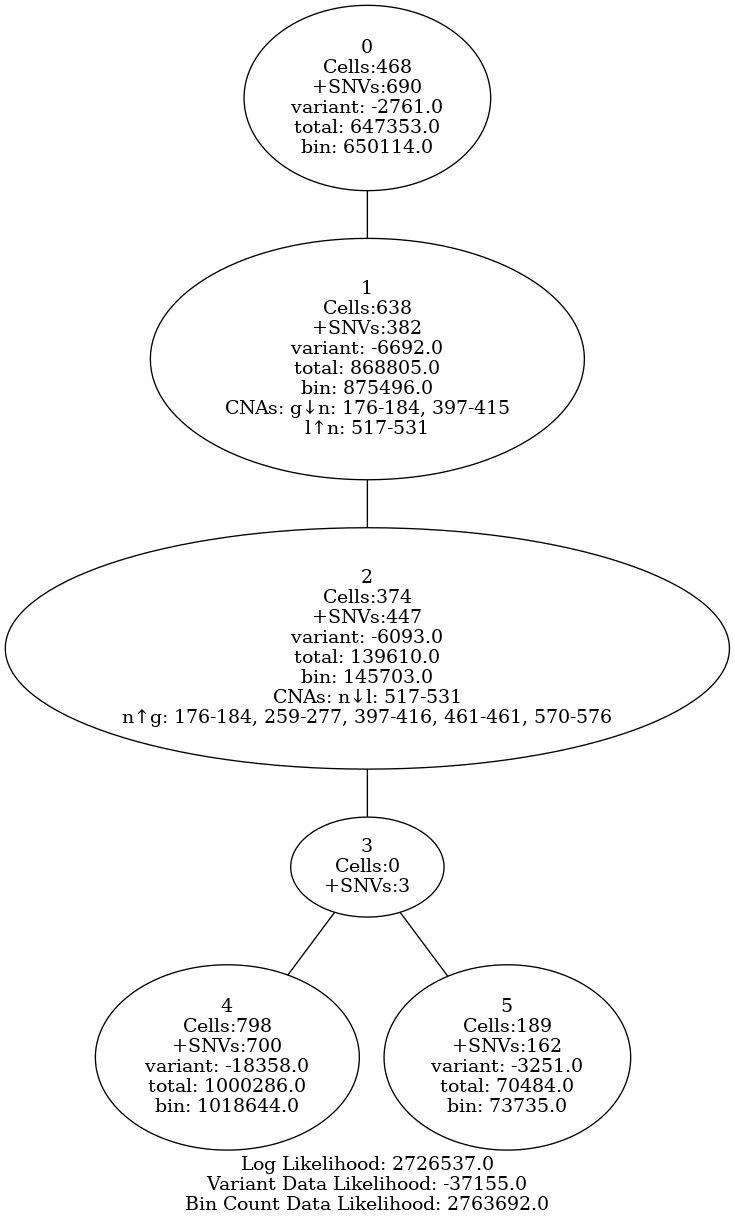 0
Cells:468
+SNVs:690
variant: -2761.0
total: 647353.0
bin: 650114.0
1
Cells:638
+SNVs:382
variant: -6692.0
total: 868805.0
bin: 875496.0
CNAs: g↓n: 176-184, 397-415
l↑n: 517-531
2
Cells:374
+SNVs:447
variant: -6093.0
total: 139610.0
bin: 145703.0
CNAs: n↓l: 517-531
n↑g: 176-184, 259-277, 397-416, 461-461, 570-576
3
Cells:0
+SNVs:3
4
Cells:798
+SNVs:700
variant: -18358.0
total: 1000286.0
bin: 1018644.0
5
Cells:189
+SNVs:162
variant: -3251.0
total: 70484.0
bin: 73735.0
Log Likelihood: 2726537.0
Variant Data Likelihood: -37155.0
Bin Count Data Likelihood: 2763692.0